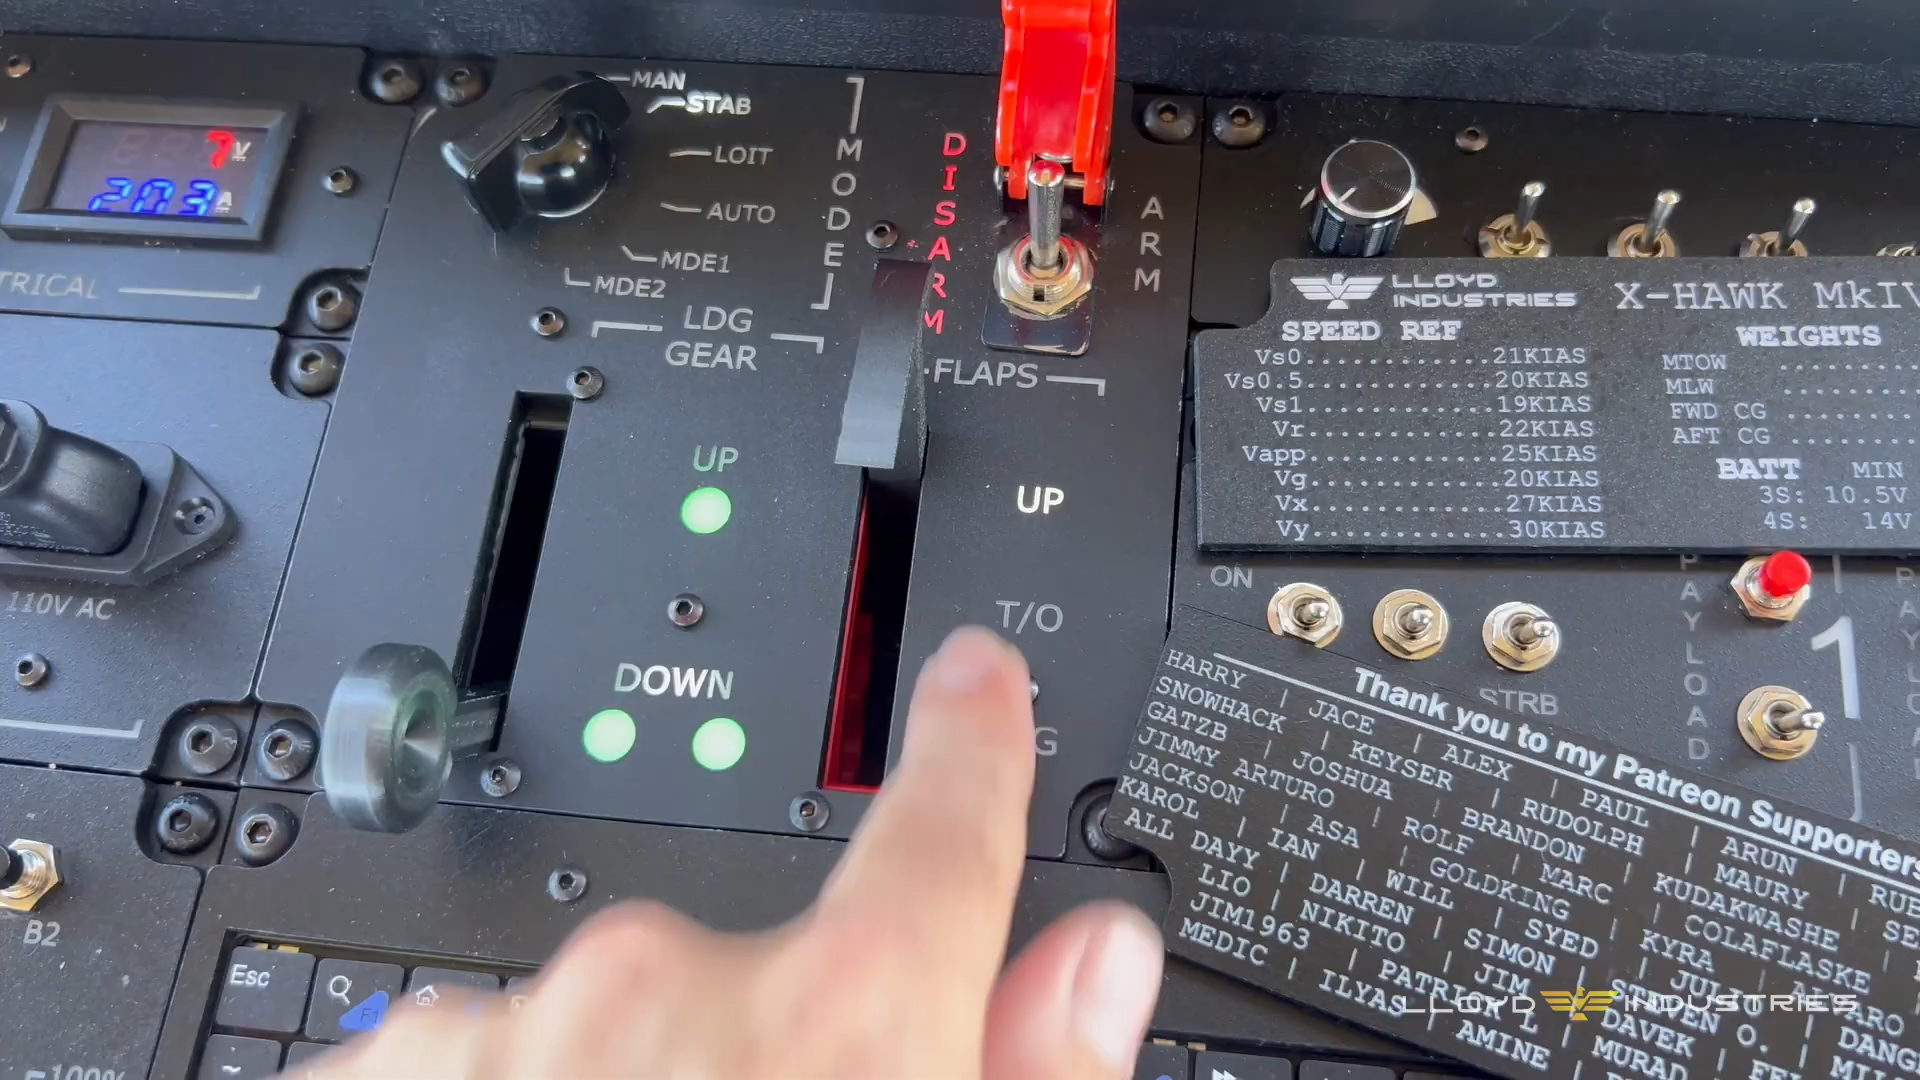 MAN
STAB
LOIT
AUTO
MDE1
MDE2
MODE
DISARM
ARM
7 V
203 A
TRICAL
LDG
GEAR
FLAPS
UP
UP
T/O
DOWN
G
110V AC
B2
Esc
F1
100%
LLOYD
INDUSTRIES
X-HAWK MkIV
SPEED REF
Vs0............21KIAS
Vs0.5............20KIAS
Vs1............19KIAS
Vr............22KIAS
Vapp............25KIAS
Vg............20KIAS
Vx............27KIAS
Vy............30KIAS
WEIGHTS
MTOW
MLW
FWD CG
AFT CG
BATT MIN
3S: 10.5V
4S: 14V
ON
STRB
PAYLOAD
1
Thank you to my Patreon Supporters
HARRY | JACE | ALEX | PAUL | ARUN
SNOWHACK | KEYSER | RUDOLPH | MAURY
GATZB | JOSHUA | BRANDON | KUDAKWASHE
JIMMY ARTURO | ROLF | MARC | COLAFLASKE
JACKSON | ASA | GOLDKING | KYRA
KAROL | IAN | WILL | SYED
ALL DAYY | DARREN | SIMON
LIO | NIKITO | JIM | STEVEN O.
JIM1963 | PATRICK L | DAVEK
MEDIC | ILYAS | AMINE | MURAD
LLOYD INDUSTRIES